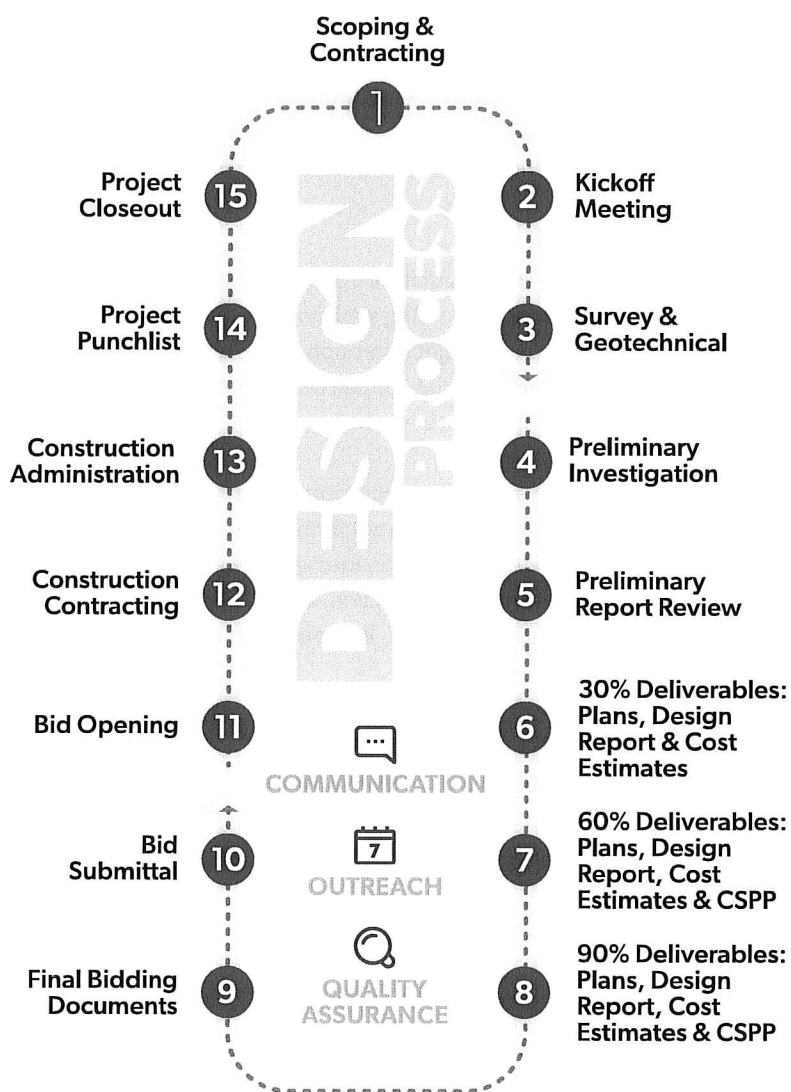 Scoping &
Contracting
1
2
Kickoff
Meeting
3
Survey &
Geotechnical
4
Preliminary
Investigation
5
Preliminary
Report Review
6
30% Deliverables:
Plans, Design
Report & Cost
Estimates
7
60% Deliverables:
Plans, Design
Report, Cost
Estimates & CSPP
8
90% Deliverables:
Plans, Design
Report, Cost
Estimates & CSPP
9
Final Bidding
Documents
10
Bid
Submittal
11
Bid Opening
12
Construction
Contracting
13
Construction
Administration
14
Project
Punchlist
15
Project
Closeout
DESIGN
PROCESS
COMMUNICATION
7
OUTREACH
QUALITY
ASSURANCE